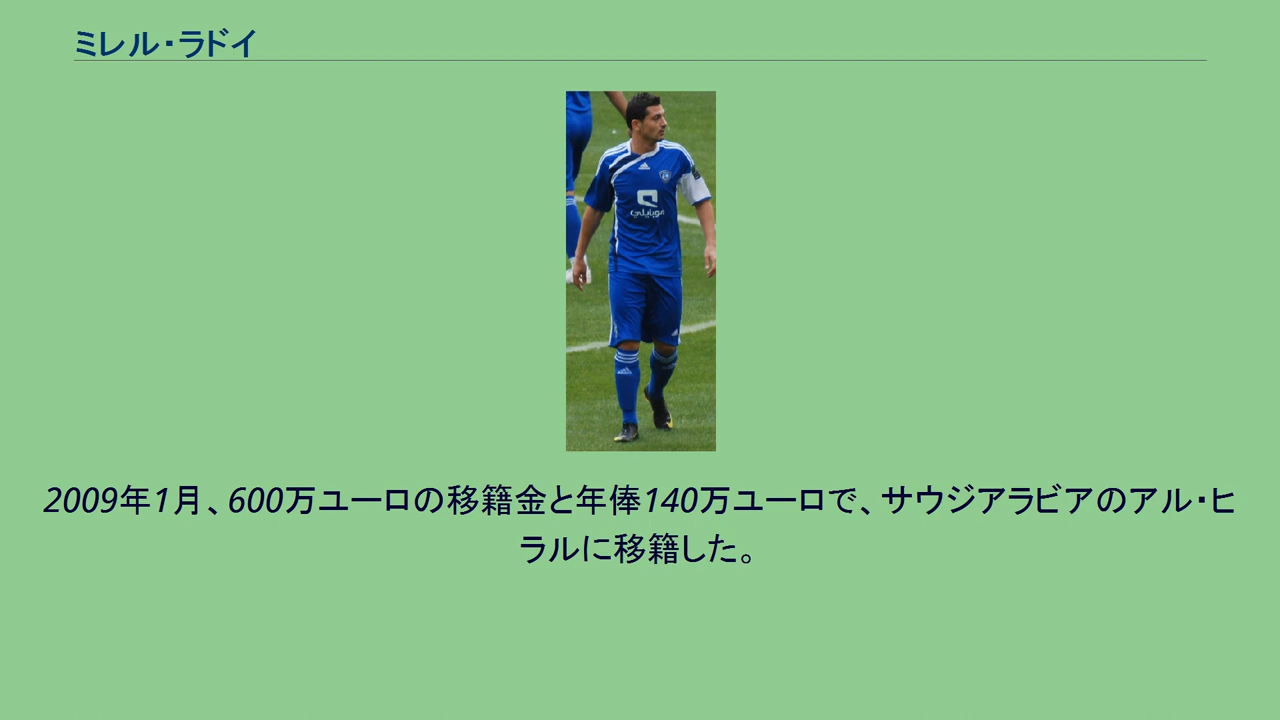 ミレル・ラドイ
موبايلي
2009年1月、600万ユーロの移籍金と年俸140万ユーロで、サウジアラビアのアル・ヒ
ラルに移籍した。